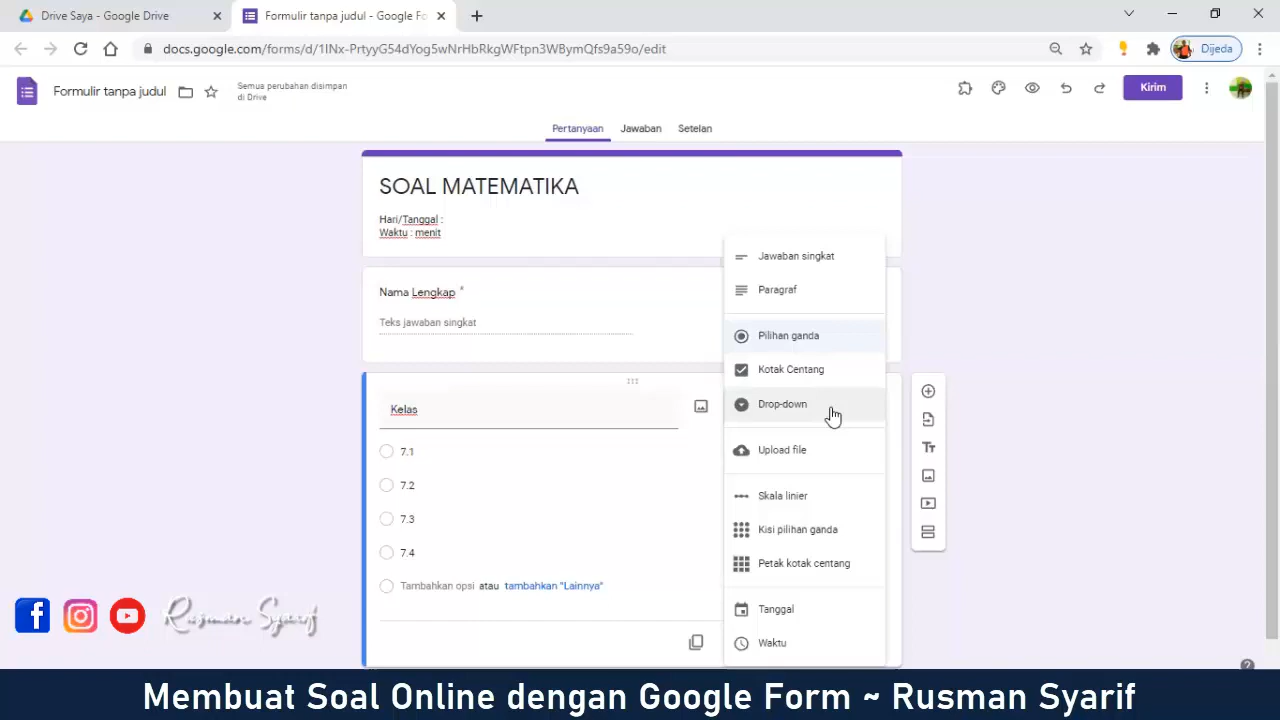 Drive Saya - Google Drive
Formulir tanpa judul - Google Fo
docs.google.com/forms/d/1INx-PrtyyG54dYog5wNrHbRkgWFtpn3WBymQfs9a59o/edit
Dijeda
Formulir tanpa judul
Semua perubahan disimpan
di Drive
Kirim
Pertanyaan
Jawaban
Setelan
SOAL MATEMATIKA
Hari/Tanggal :
Waktu : menit
Nama Lengkap *
Teks jawaban singkat
Kelas
7.1
7.2
7.3
7.4
Tambahkan opsi atau tambahkan "Lainnya"
Jawaban singkat
Paragraf
Pilihan ganda
Kotak Centang
Drop-down
Upload file
Skala linier
Kisi pilihan ganda
Petak kotak centang
Tanggal
Waktu
Tт
Rusman Syarif
Membuat Soal Online dengan Google Form ~ Rusman Syarif